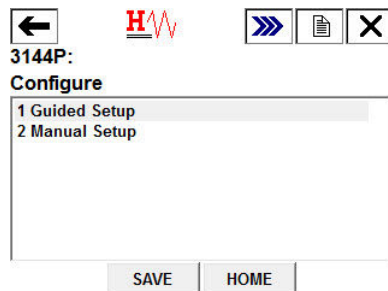 H
3144P:
Configure
1 Guided Setup
2 Manual Setup
SAVE HOME